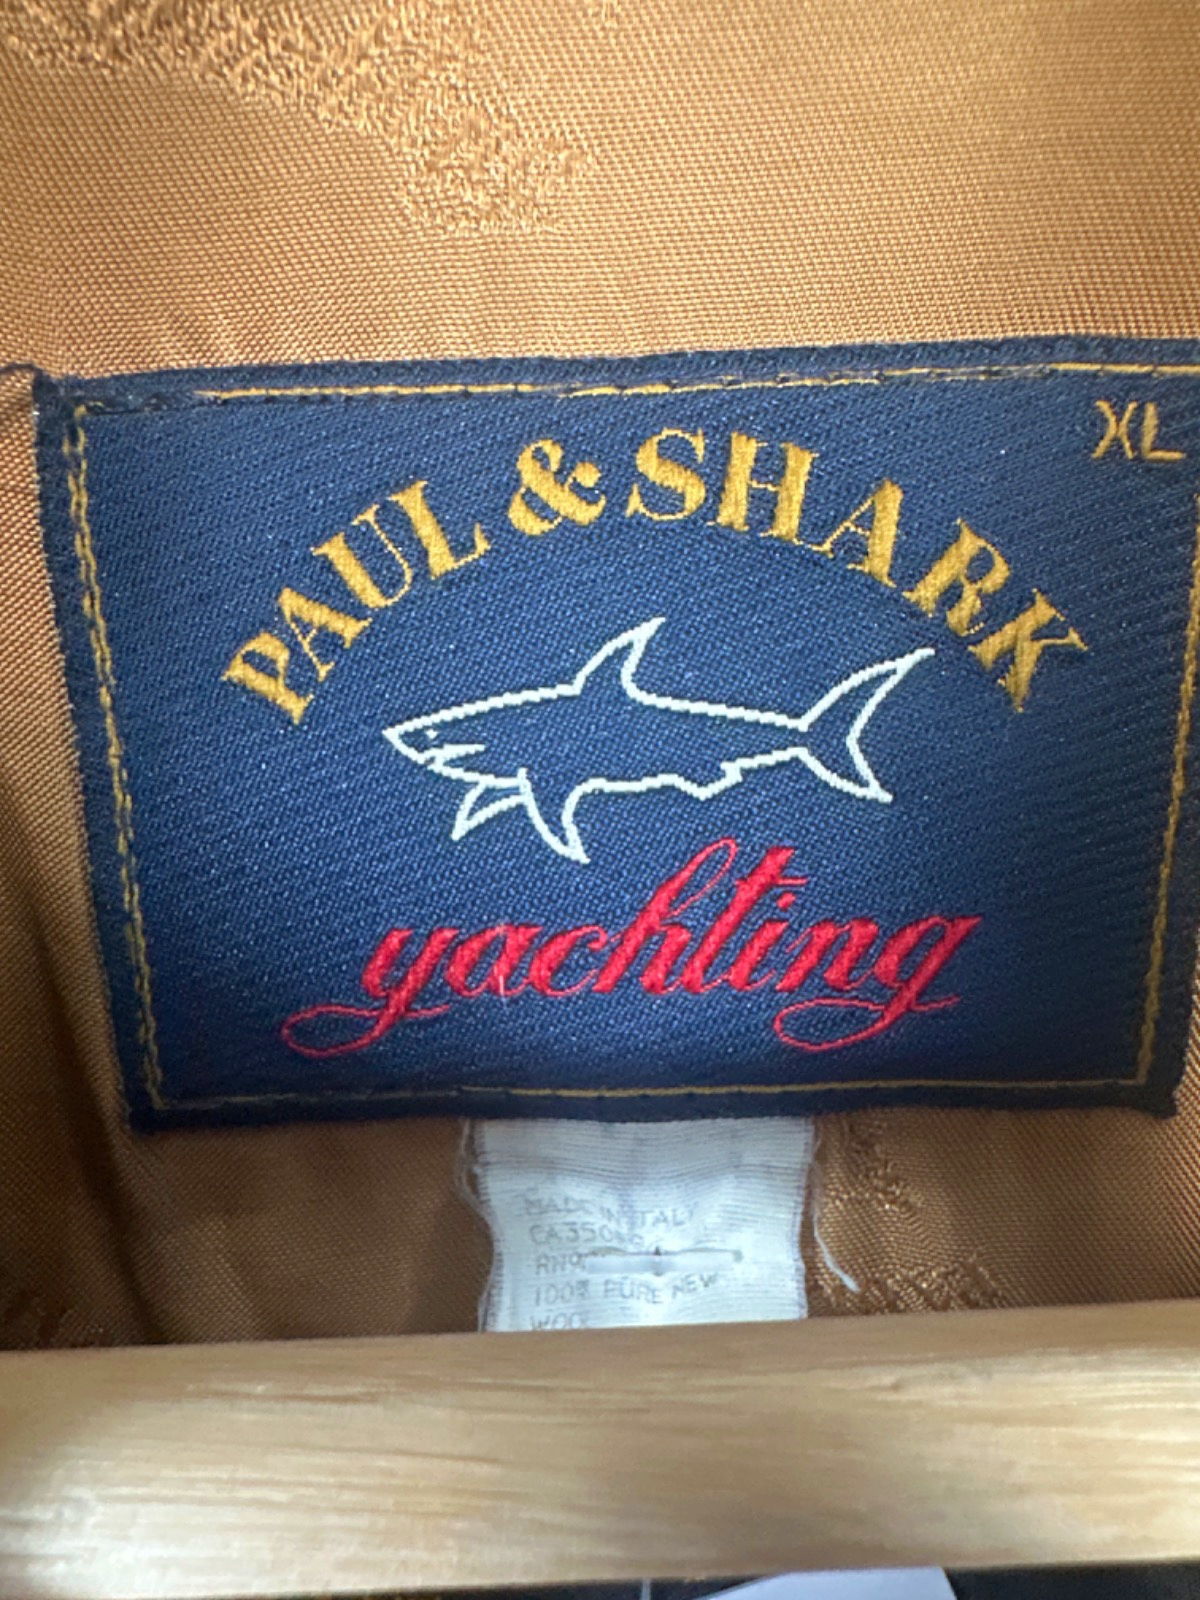 XL
PAUL & SHARK
yachting
MADE IN ITALY
100% PURE NEW